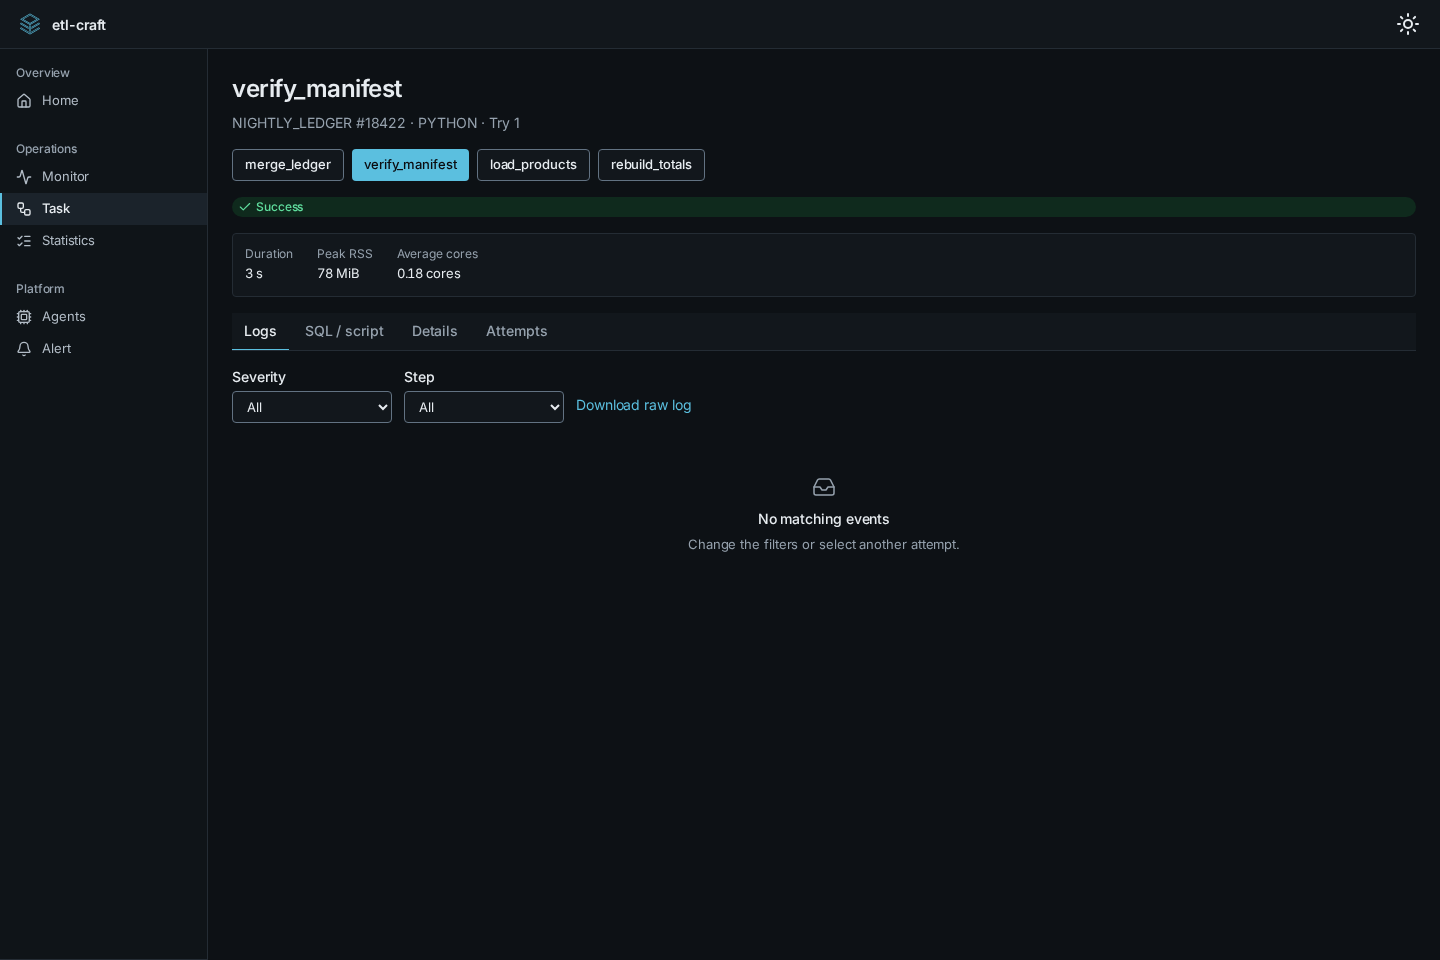 etl-craft
Overview
Home
Operations
Monitor
Task
Statistics
Platform
Agents
Alert
verify_manifest
NIGHTLY_LEDGER #18422 · PYTHON · Try 1
merge_ledger verify_manifest load_products rebuild_totals
Success
Duration Peak RSS Average cores
3 s 78 MiB 0.18 cores
Logs SQL / script Details Attempts
Severity Step
All All Download raw log
No matching events
Change the filters or select another attempt.